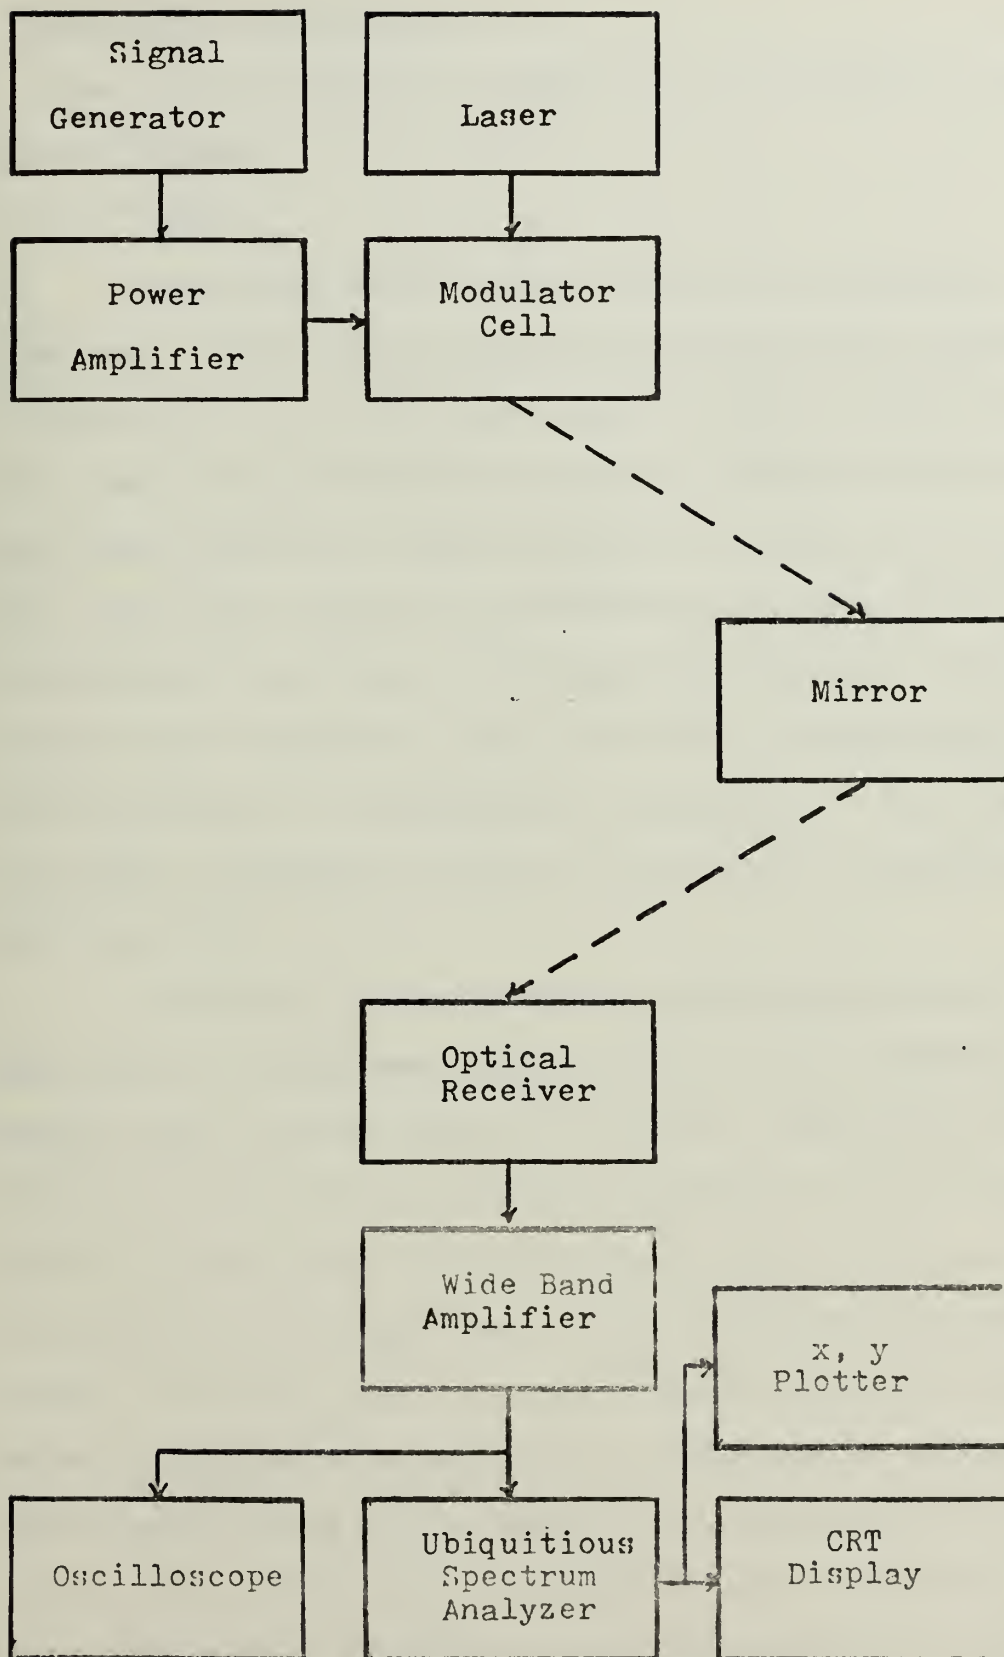 Signal
Generator
Laser
Power
Amplifier
Modulator
Cell
Mirror
Optical
Receiver
Wide Band
Amplifier
x, y
Plotter
Oscilloscope
Ubiquitious
Spectrum
Analyzer
CRT
Display